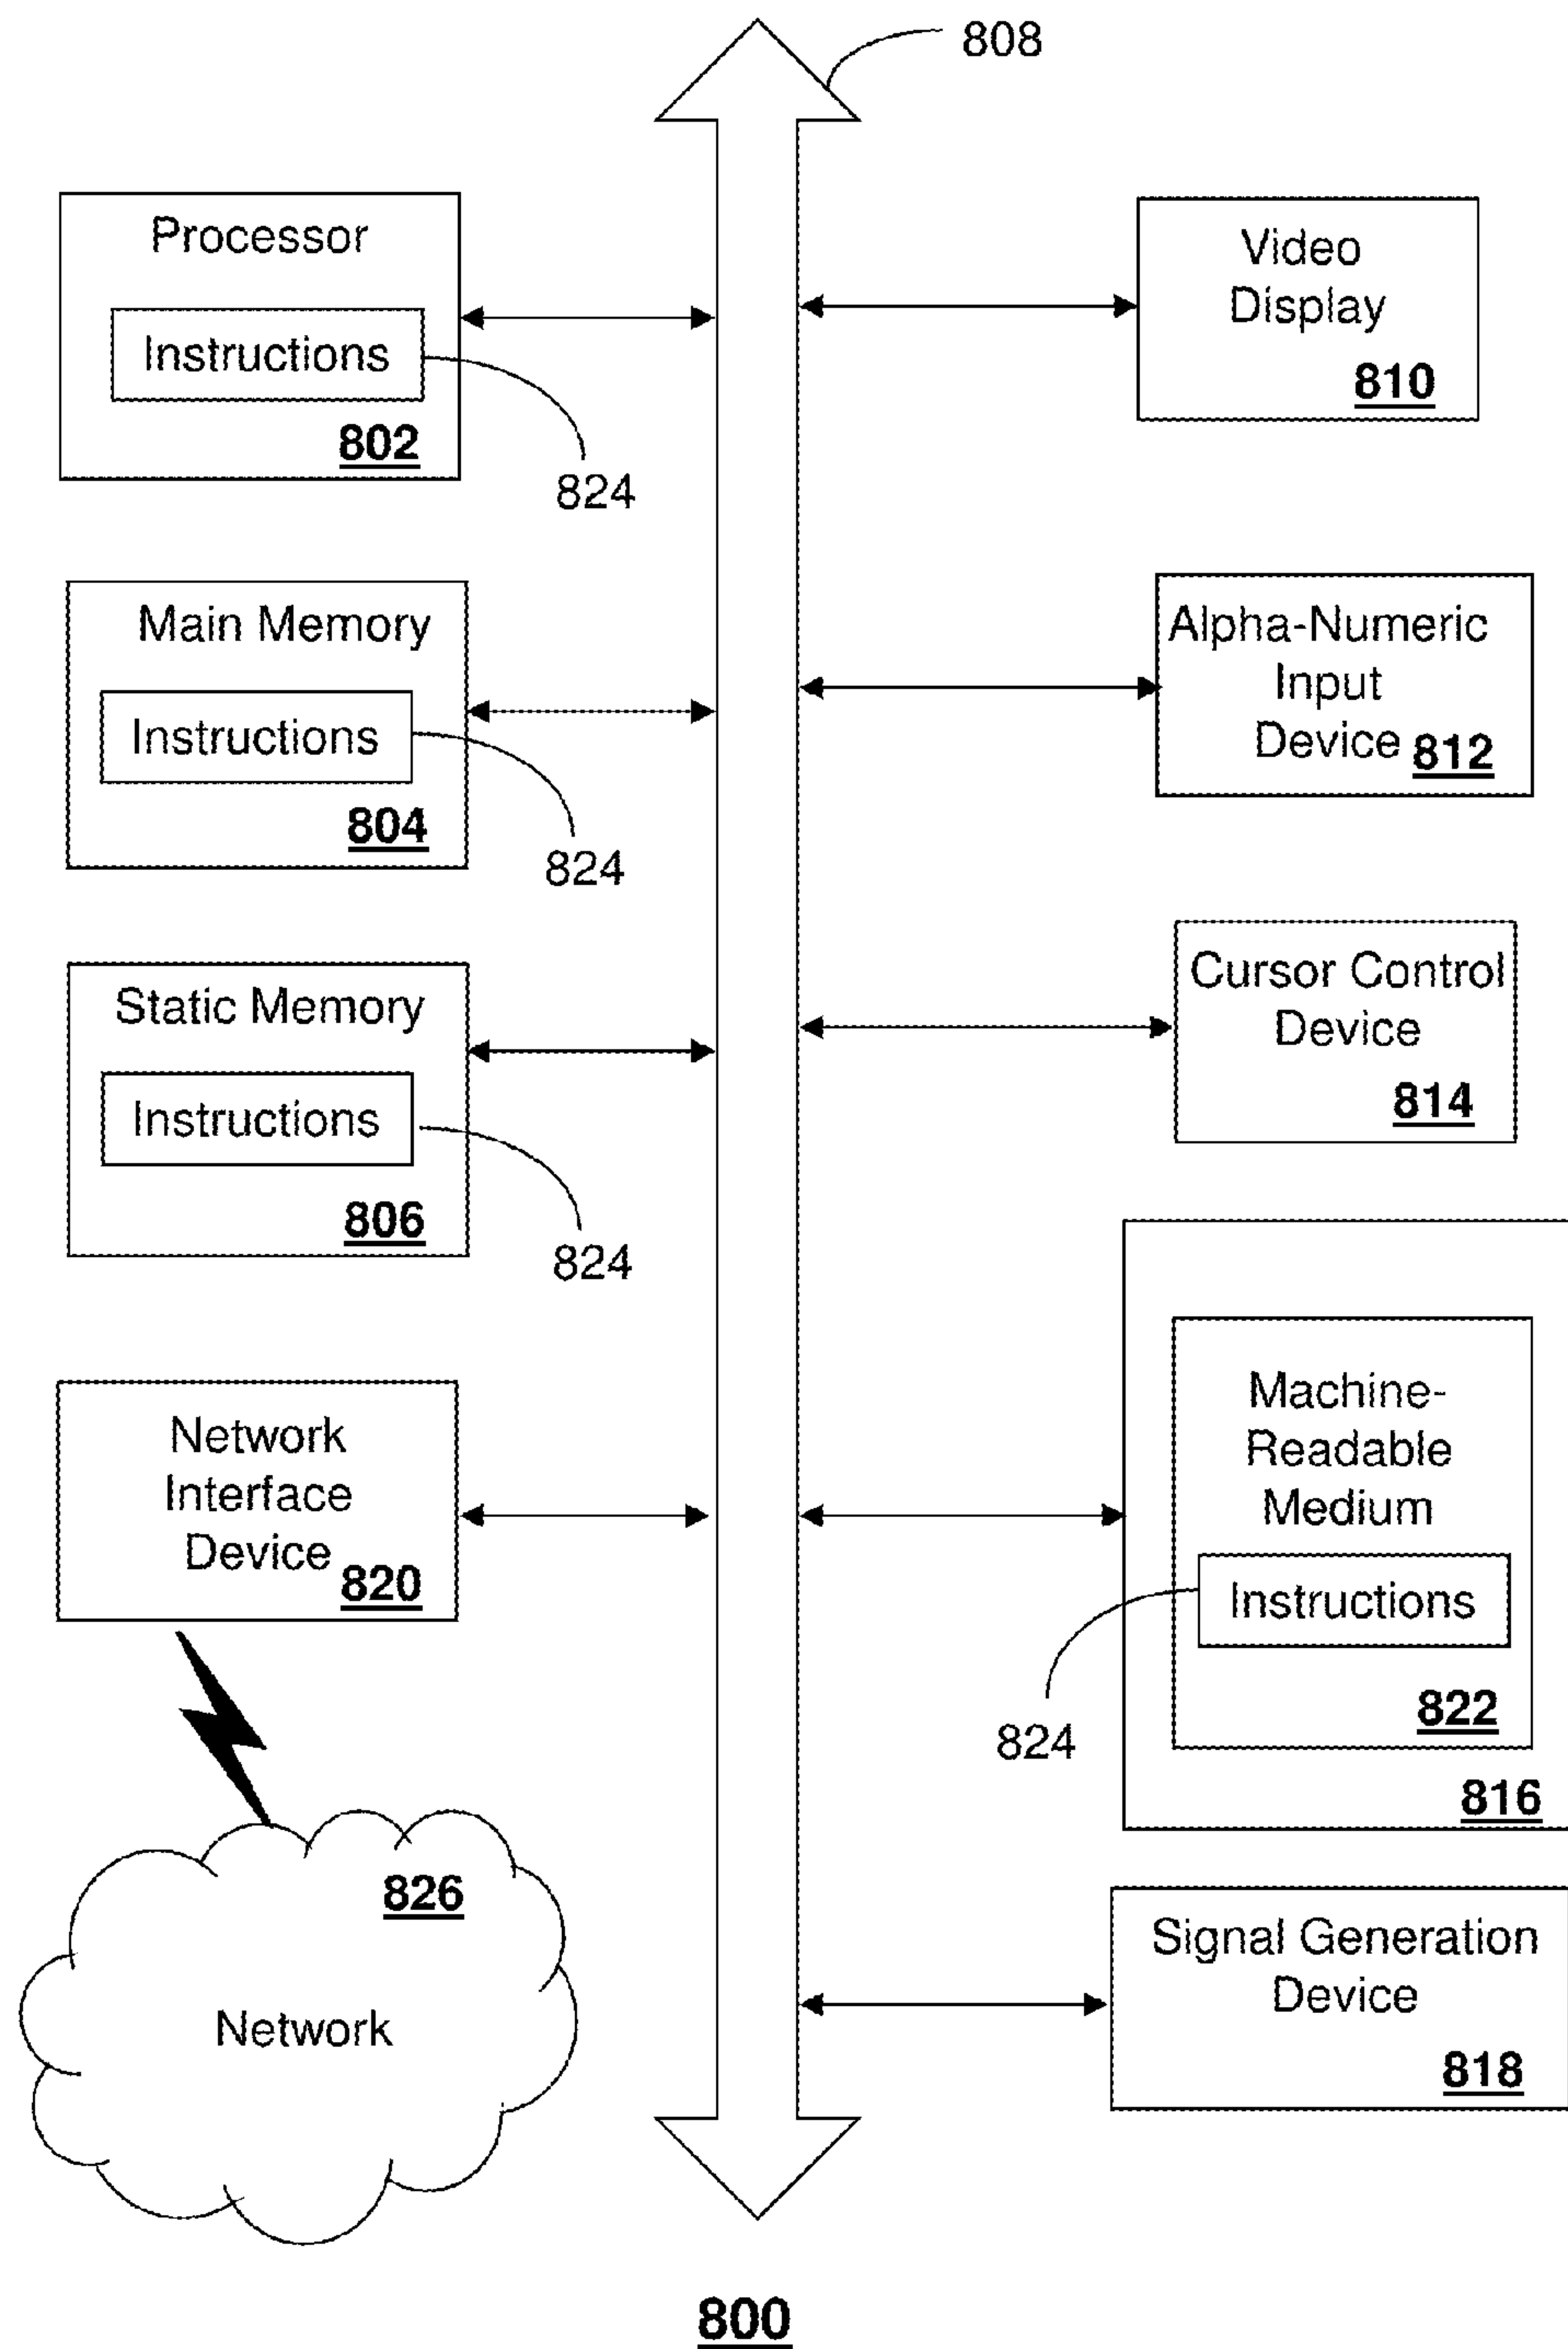 808
Processor
Instructions
802
824
Main Memory
Instructions
804
824
Static Memory
Instructions
806
824
Network
Interface
Device
820
826
Network
Video
Display
810
Alpha-Numeric
Input
Device 812
Cursor Control
Device
814
Machine-
Readable
Medium
Instructions
822
824
816
Signal Generation
Device
818
800